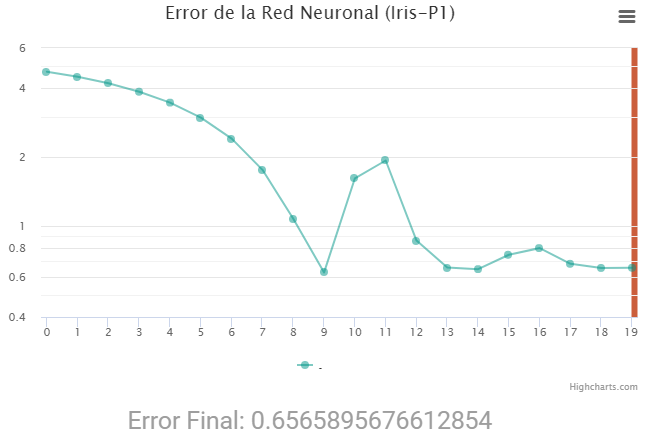 Error de la Red Neuronal (Iris-P1)
6
4
2
1
0.8
0.6
0.4
0 1 2 3 4 5 6 7 8 9 10 11 12 13 14 15 16 17 18 19
-
Highcharts.com
Error Final: 0.6565895676612854